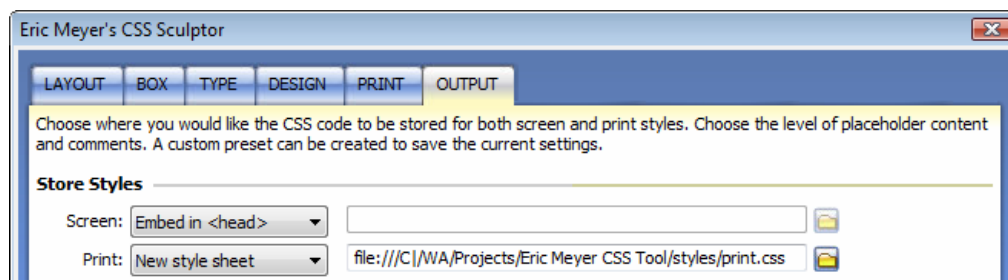 Eric Meyer's CSS Sculptor
LAYOUT BOX TYPE DESIGN PRINT OUTPUT
Choose where you would like the CSS code to be stored for both screen and print styles. Choose the level of placeholder content
and comments. A custom preset can be created to save the current settings.
Store Styles
Screen: Embed in <head>
Print: New style sheet file:///C|/WA/Projects/Eric Meyer CSS Tool/styles/print.css